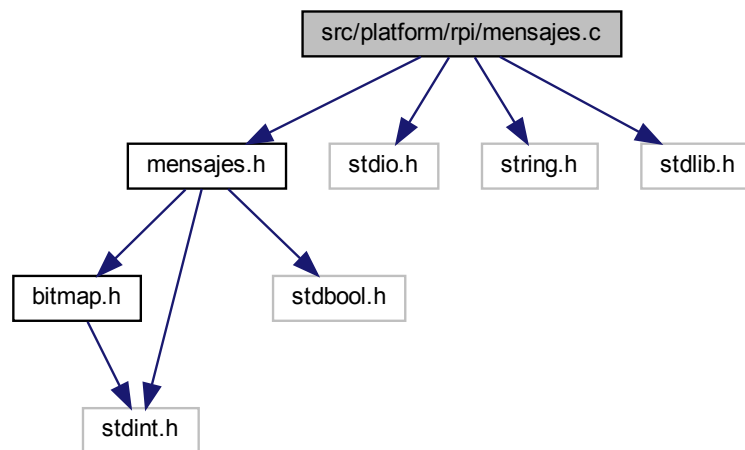 src/platform/rpi/mensajes.c
mensajes.h
stdio.h
string.h
stdlib.h
bitmap.h
stdbool.h
stdint.h